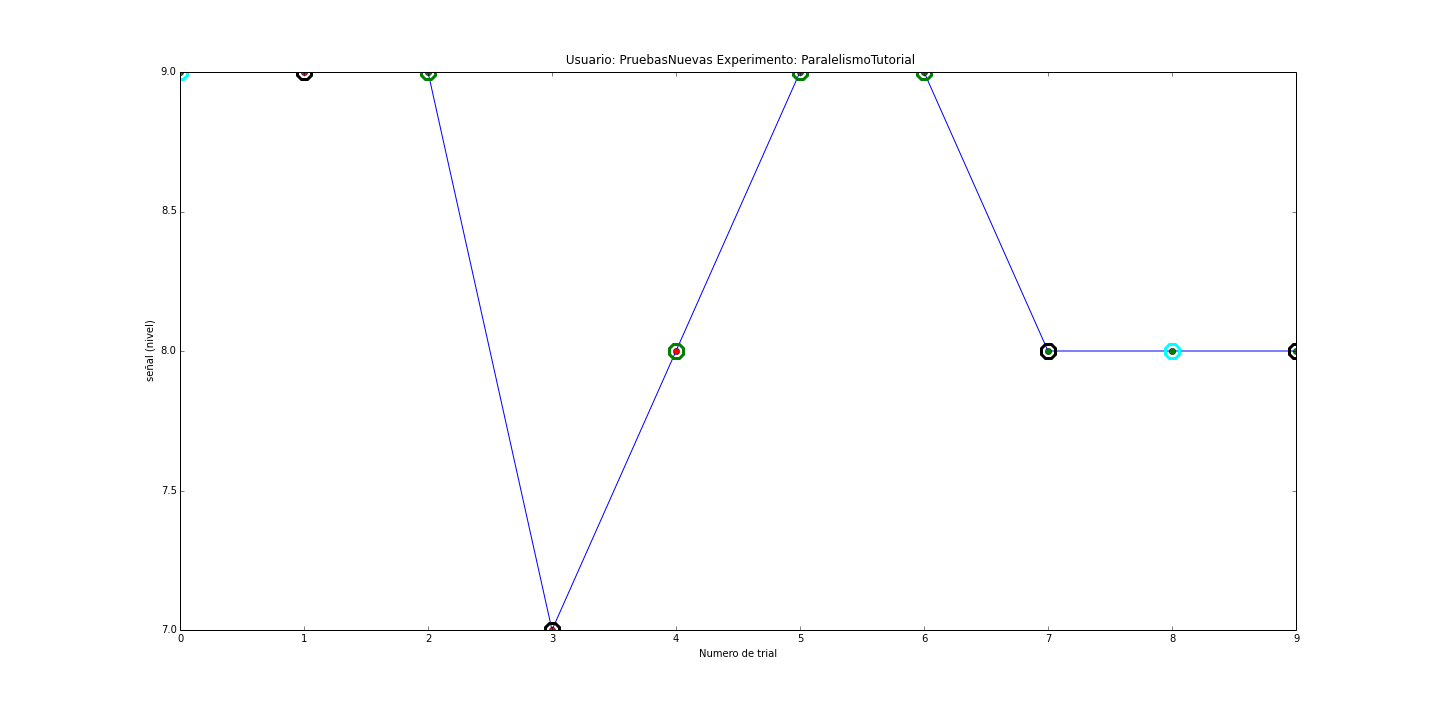 Usuario: PruebasNuevas Experimento: ParalelismoTutorial
9.0
8.5
8.0
7.5
7.0
señal (nivel)
0 1 2 3 4 5 6 7 8 9
Numero de trial